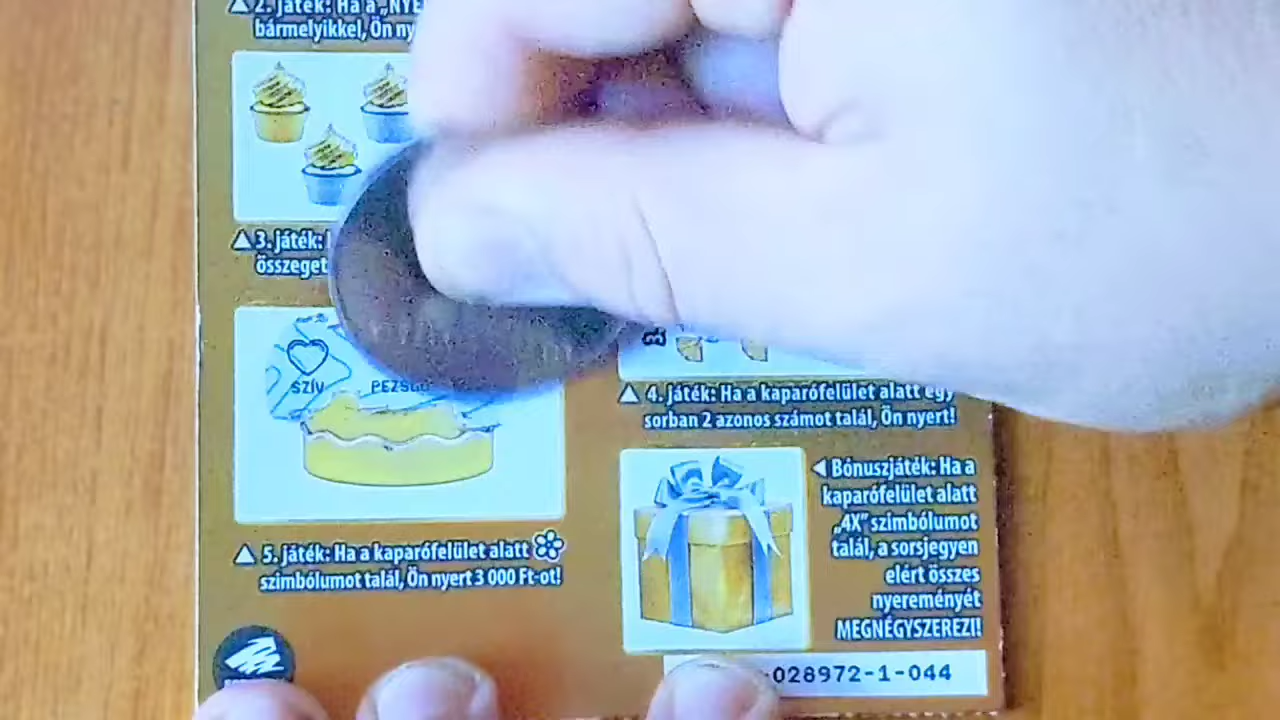 2. játék: Ha a „NYE
bármelyikkel, Ön ny
3. játék:
összeget
SZÍV PEZSG
4. játék: Ha a kaparófelület alatt egy
sorban 2 azonos számot talál, Ön nyert!
Bónuszjáték: Ha a
kaparófelület alatt
„4X” szimbólumot
talál, a sorsjegyen
elért összes
nyereményét
MEGNÉGYSZEREZI!
5. játék: Ha a kaparófelület alatt
szimbólumot talál, Ön nyert 3 000 Ft-ot!
-028972-1-044